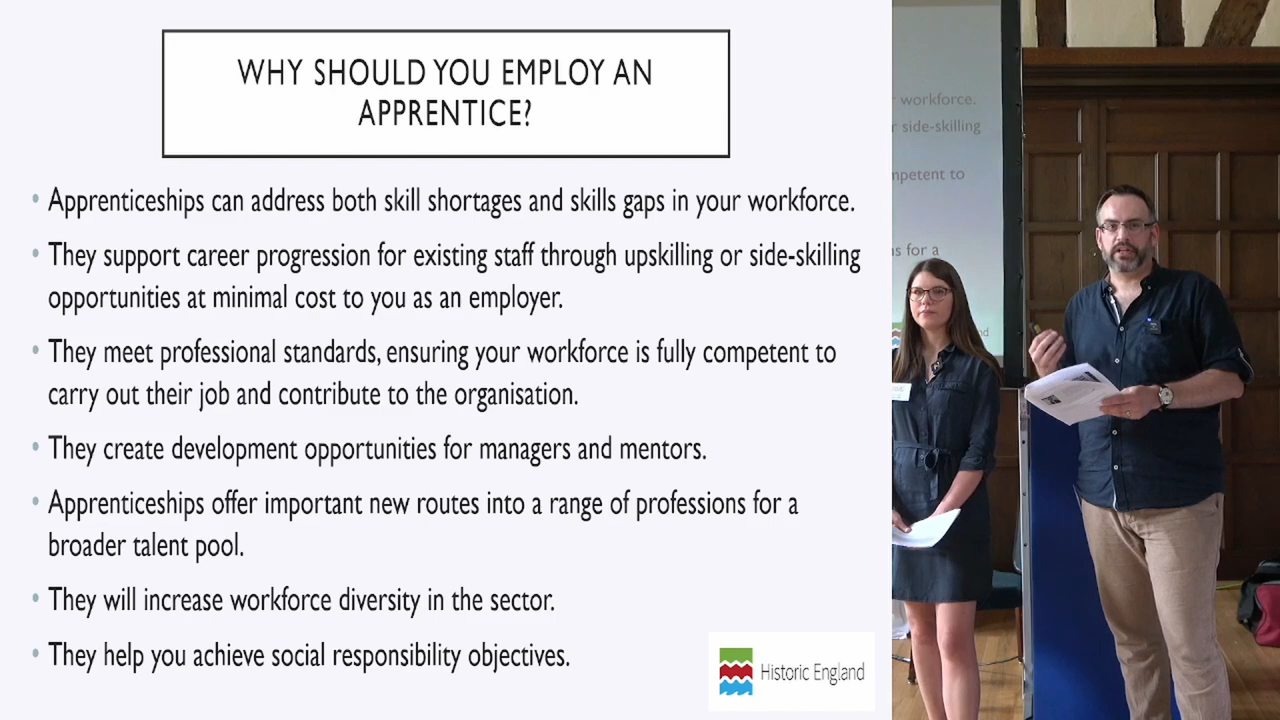 WHY SHOULD YOU EMPLOY AN
APPRENTICE?
• Apprenticeships can address both skill shortages and skills gaps in your workforce.
• They support career progression for existing staff through upskilling or side-skilling
opportunities at minimal cost to you as an employer.
• They meet professional standards, ensuring your workforce is fully competent to
carry out their job and contribute to the organisation.
• They create development opportunities for managers and mentors.
• Apprenticeships offer important new routes into a range of professions for a
broader talent pool.
• They will increase workforce diversity in the sector.
• They help you achieve social responsibility objectives.
Historic England
workforce.
side-skilling
to
for a